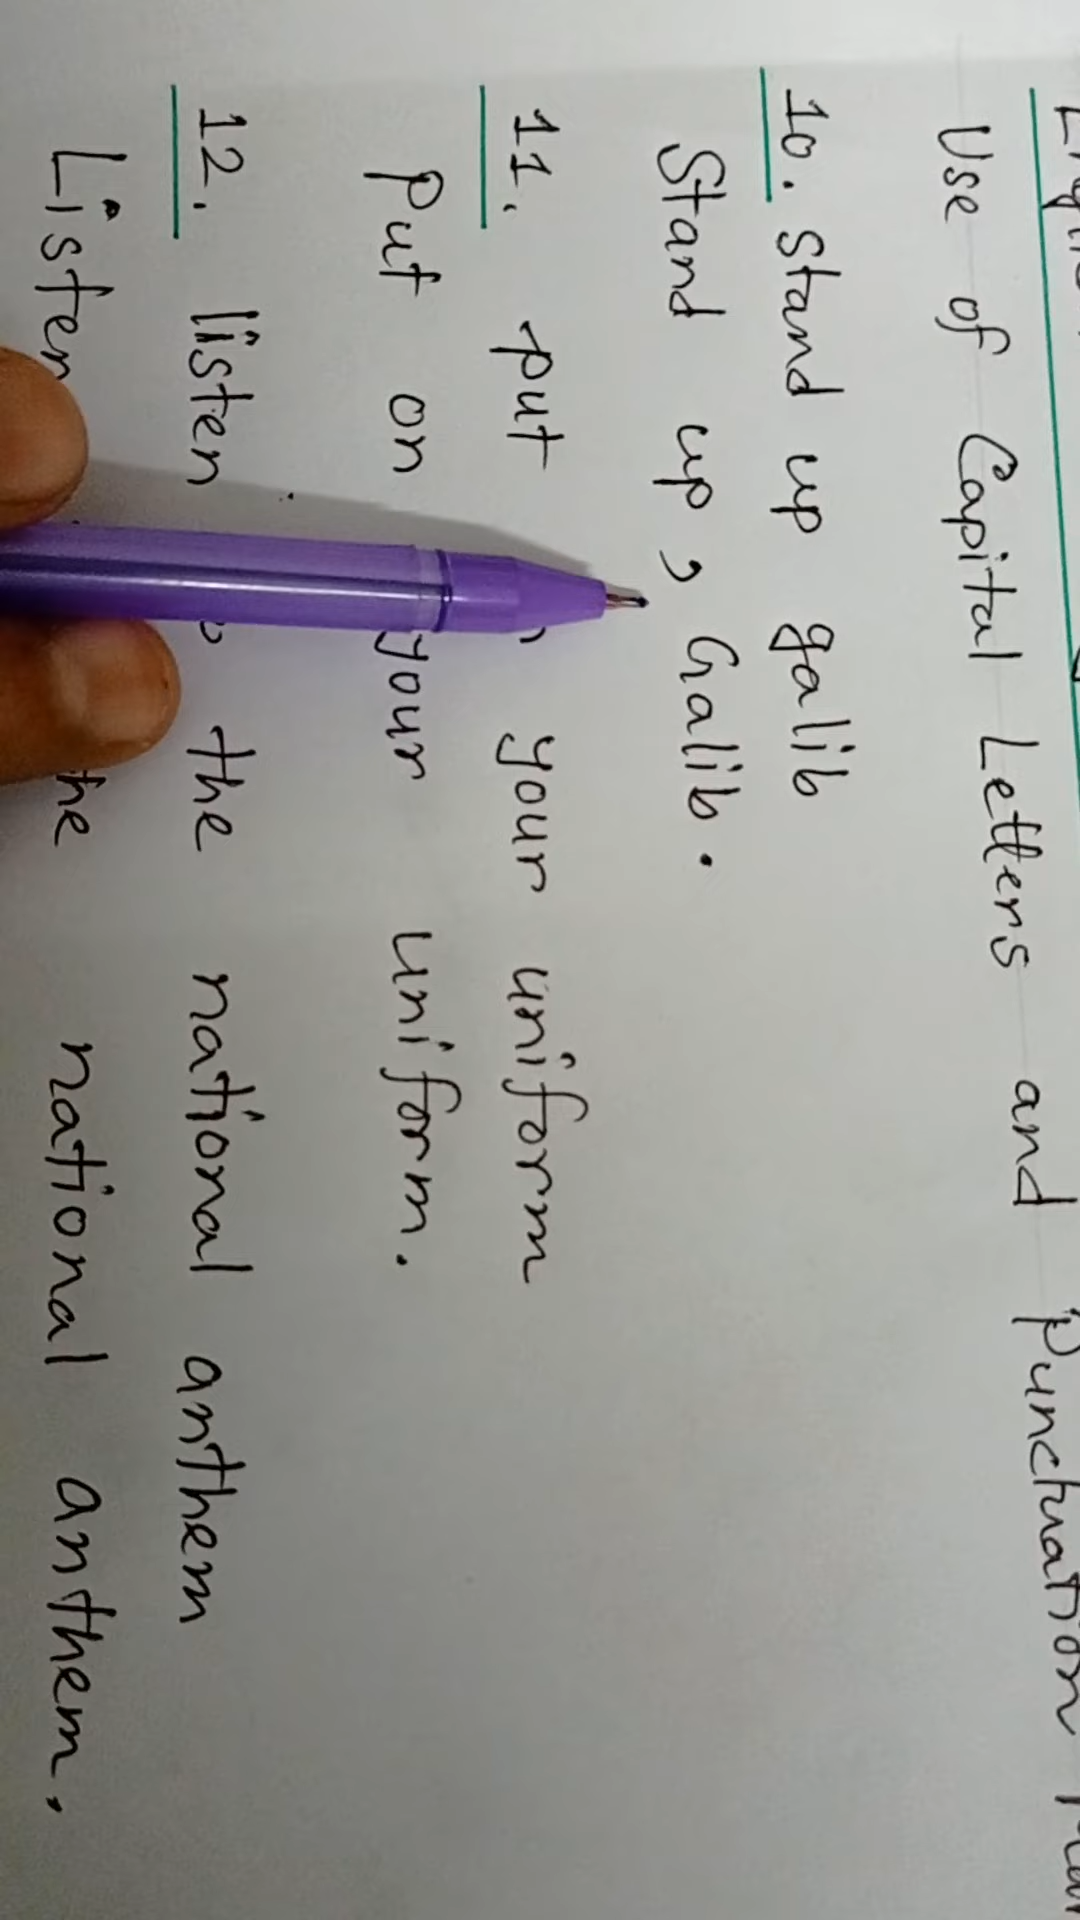 Use of Capital Letters and Punctuation
10. stand up galib
Stand up, Galib.
11. put your uniform
Put on your uniform.
12. listen the national anthem
Listen national anthem.